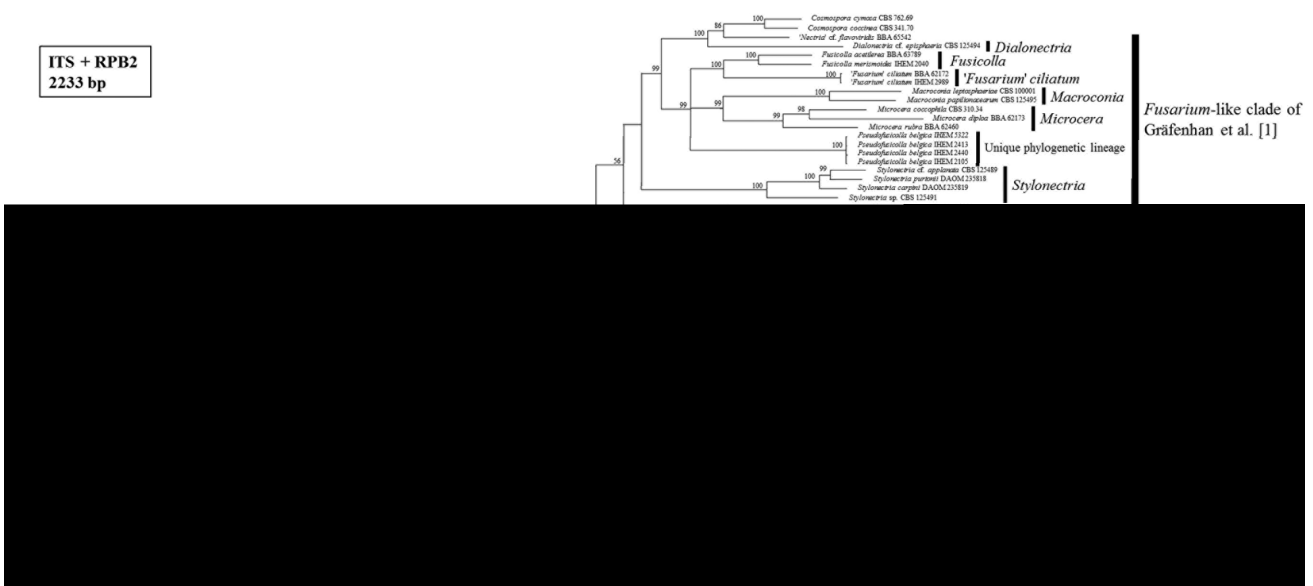 ITS + RPB2
2233 bp
100
Cosmospora cymosa CBS 762.69
86
Cosmospora coccinea CBS 341.70
100
'Nectria' cf. flavoviridis BBA 65542
Dialonectria cf. episphaeria CBS 125494
Dialonectria
99
100
100
Fusicolla acetilerea BBA 63789
Fusicolla merismoides IHEM 2040
Fusicolla
100
'Fusarium' ciliatum BBA 62172
'Fusarium' ciliatum IHEM 2989
'Fusarium' ciliatum
99
99
100
Macroconia leptosphaeriae CBS 100001
Macroconia papilionacearum CBS 125495
Macroconia
99
98
Microcera coccophila CBS 310.34
Microcera diploa BBA 62173
Microcera rubra BBA 62460
Microcera
Fusarium-like clade of
Gräfenhan et al. [1]
100
Pseudofusicolla belgica IHEM 5322
Pseudofusicolla belgica IHEM 2413
Pseudofusicolla belgica IHEM 2440
Pseudofusicolla belgica IHEM 2105
Unique phylogenetic lineage
56
100
100
99
Stylonectria cf. applanata CBS 125489
Stylonectria purtonii DAOM 235818
Stylonectria carpini DAOM 235819
Stylonectria sp. CBS 125491
Stylonectria